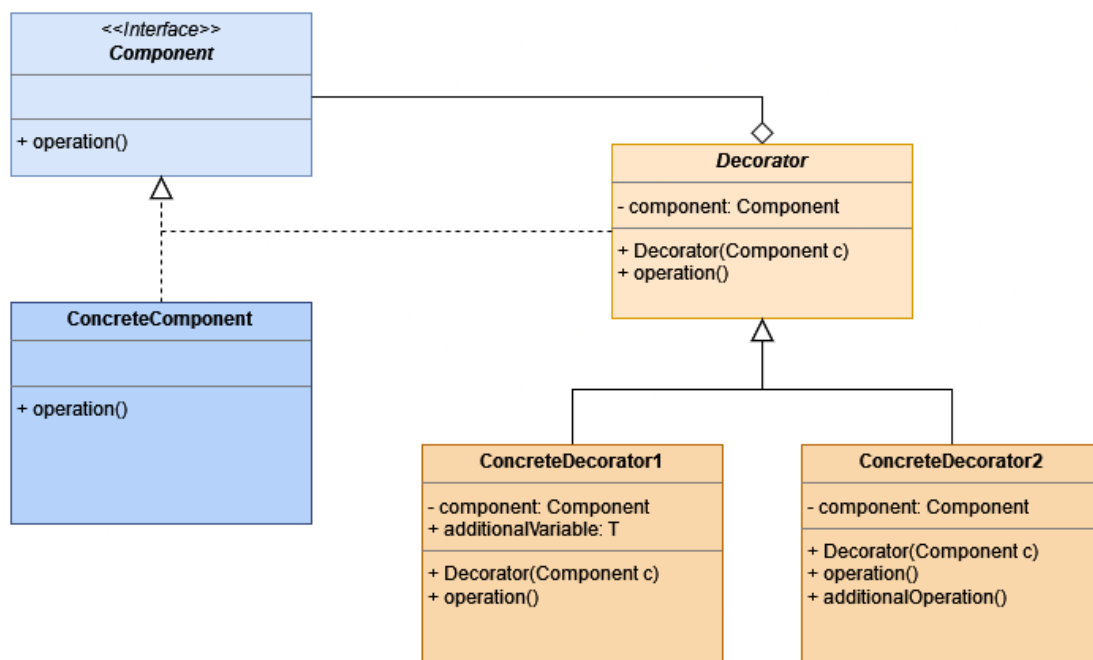 <<Interface>>
Component
+ operation()
Decorator
- component: Component
+ Decorator(Component c)
+ operation()
ConcreteComponent
+ operation()
ConcreteDecorator1
- component: Component
+ additionalVariable: T
+ Decorator(Component c)
+ operation()
ConcreteDecorator2
- component: Component
+ Decorator(Component c)
+ operation()
+ additionalOperation()